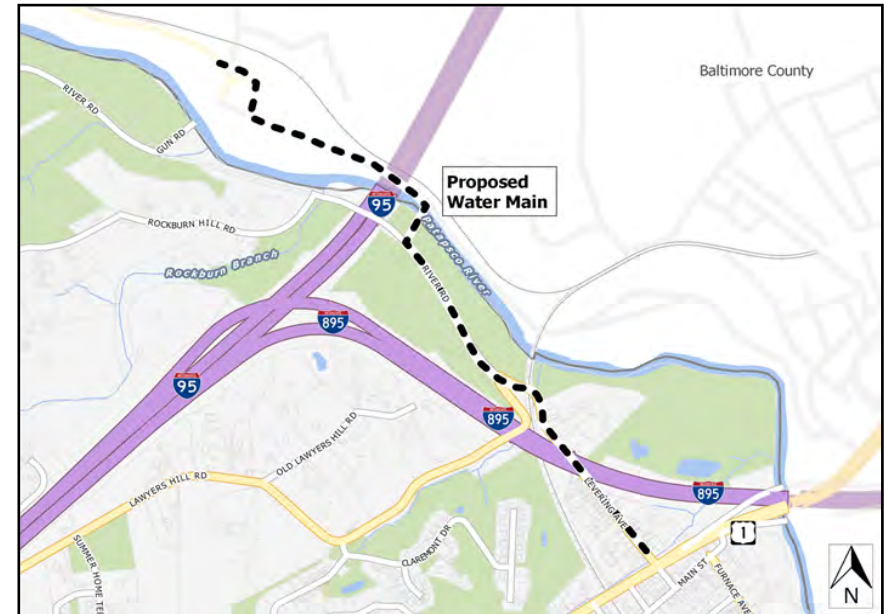 Baltimore County
RIVER RD
GUN RD
Proposed
Water Main
95
ROCKBURN HILL RD
Patapsco River
Rockburn Branch
RIVER RD
895
95
895
OLD LAWYERS HILL RD
LAWYERS HILL RD
LEVERING AVE
895
1
CLAREMONT DR
MAIN ST
FURNACE AVE
SUMMER HOME TE
N